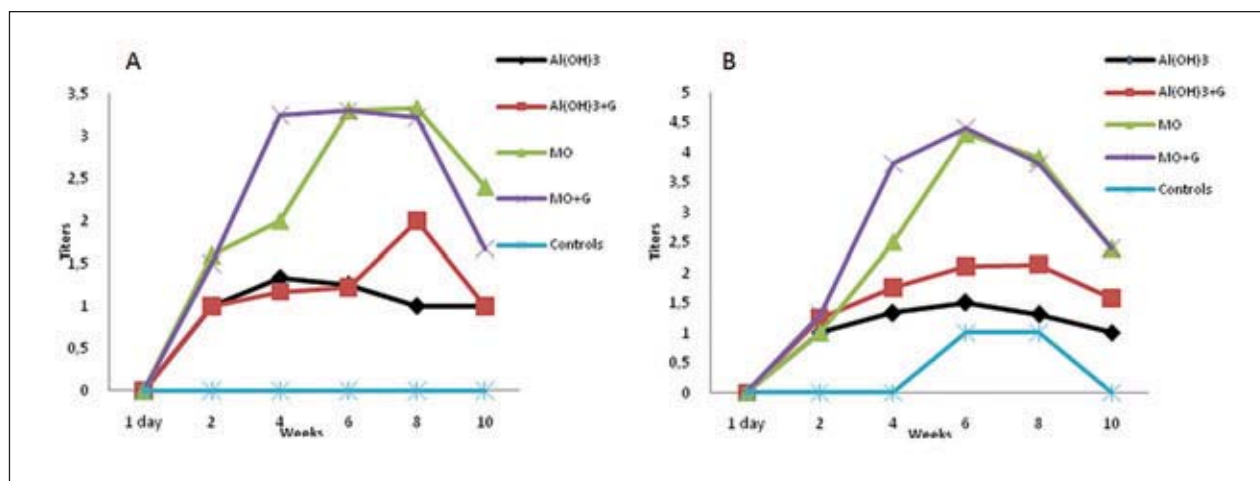 A
3,5
3
2,5
2
1,5
1
0,5
0
Titers
1 day 2 4 6 8 10
Weeks
Al(OH)3
Al(OH)3+G
MO
MO+G
Controls
B
5
4,5
4
3,5
3
2,5
2
1,5
1
0,5
0
Titers
1 day 2 4 6 8 10
Weeks
Al(OH)3
Al(OH)3+G
MO
MO+G
Controls